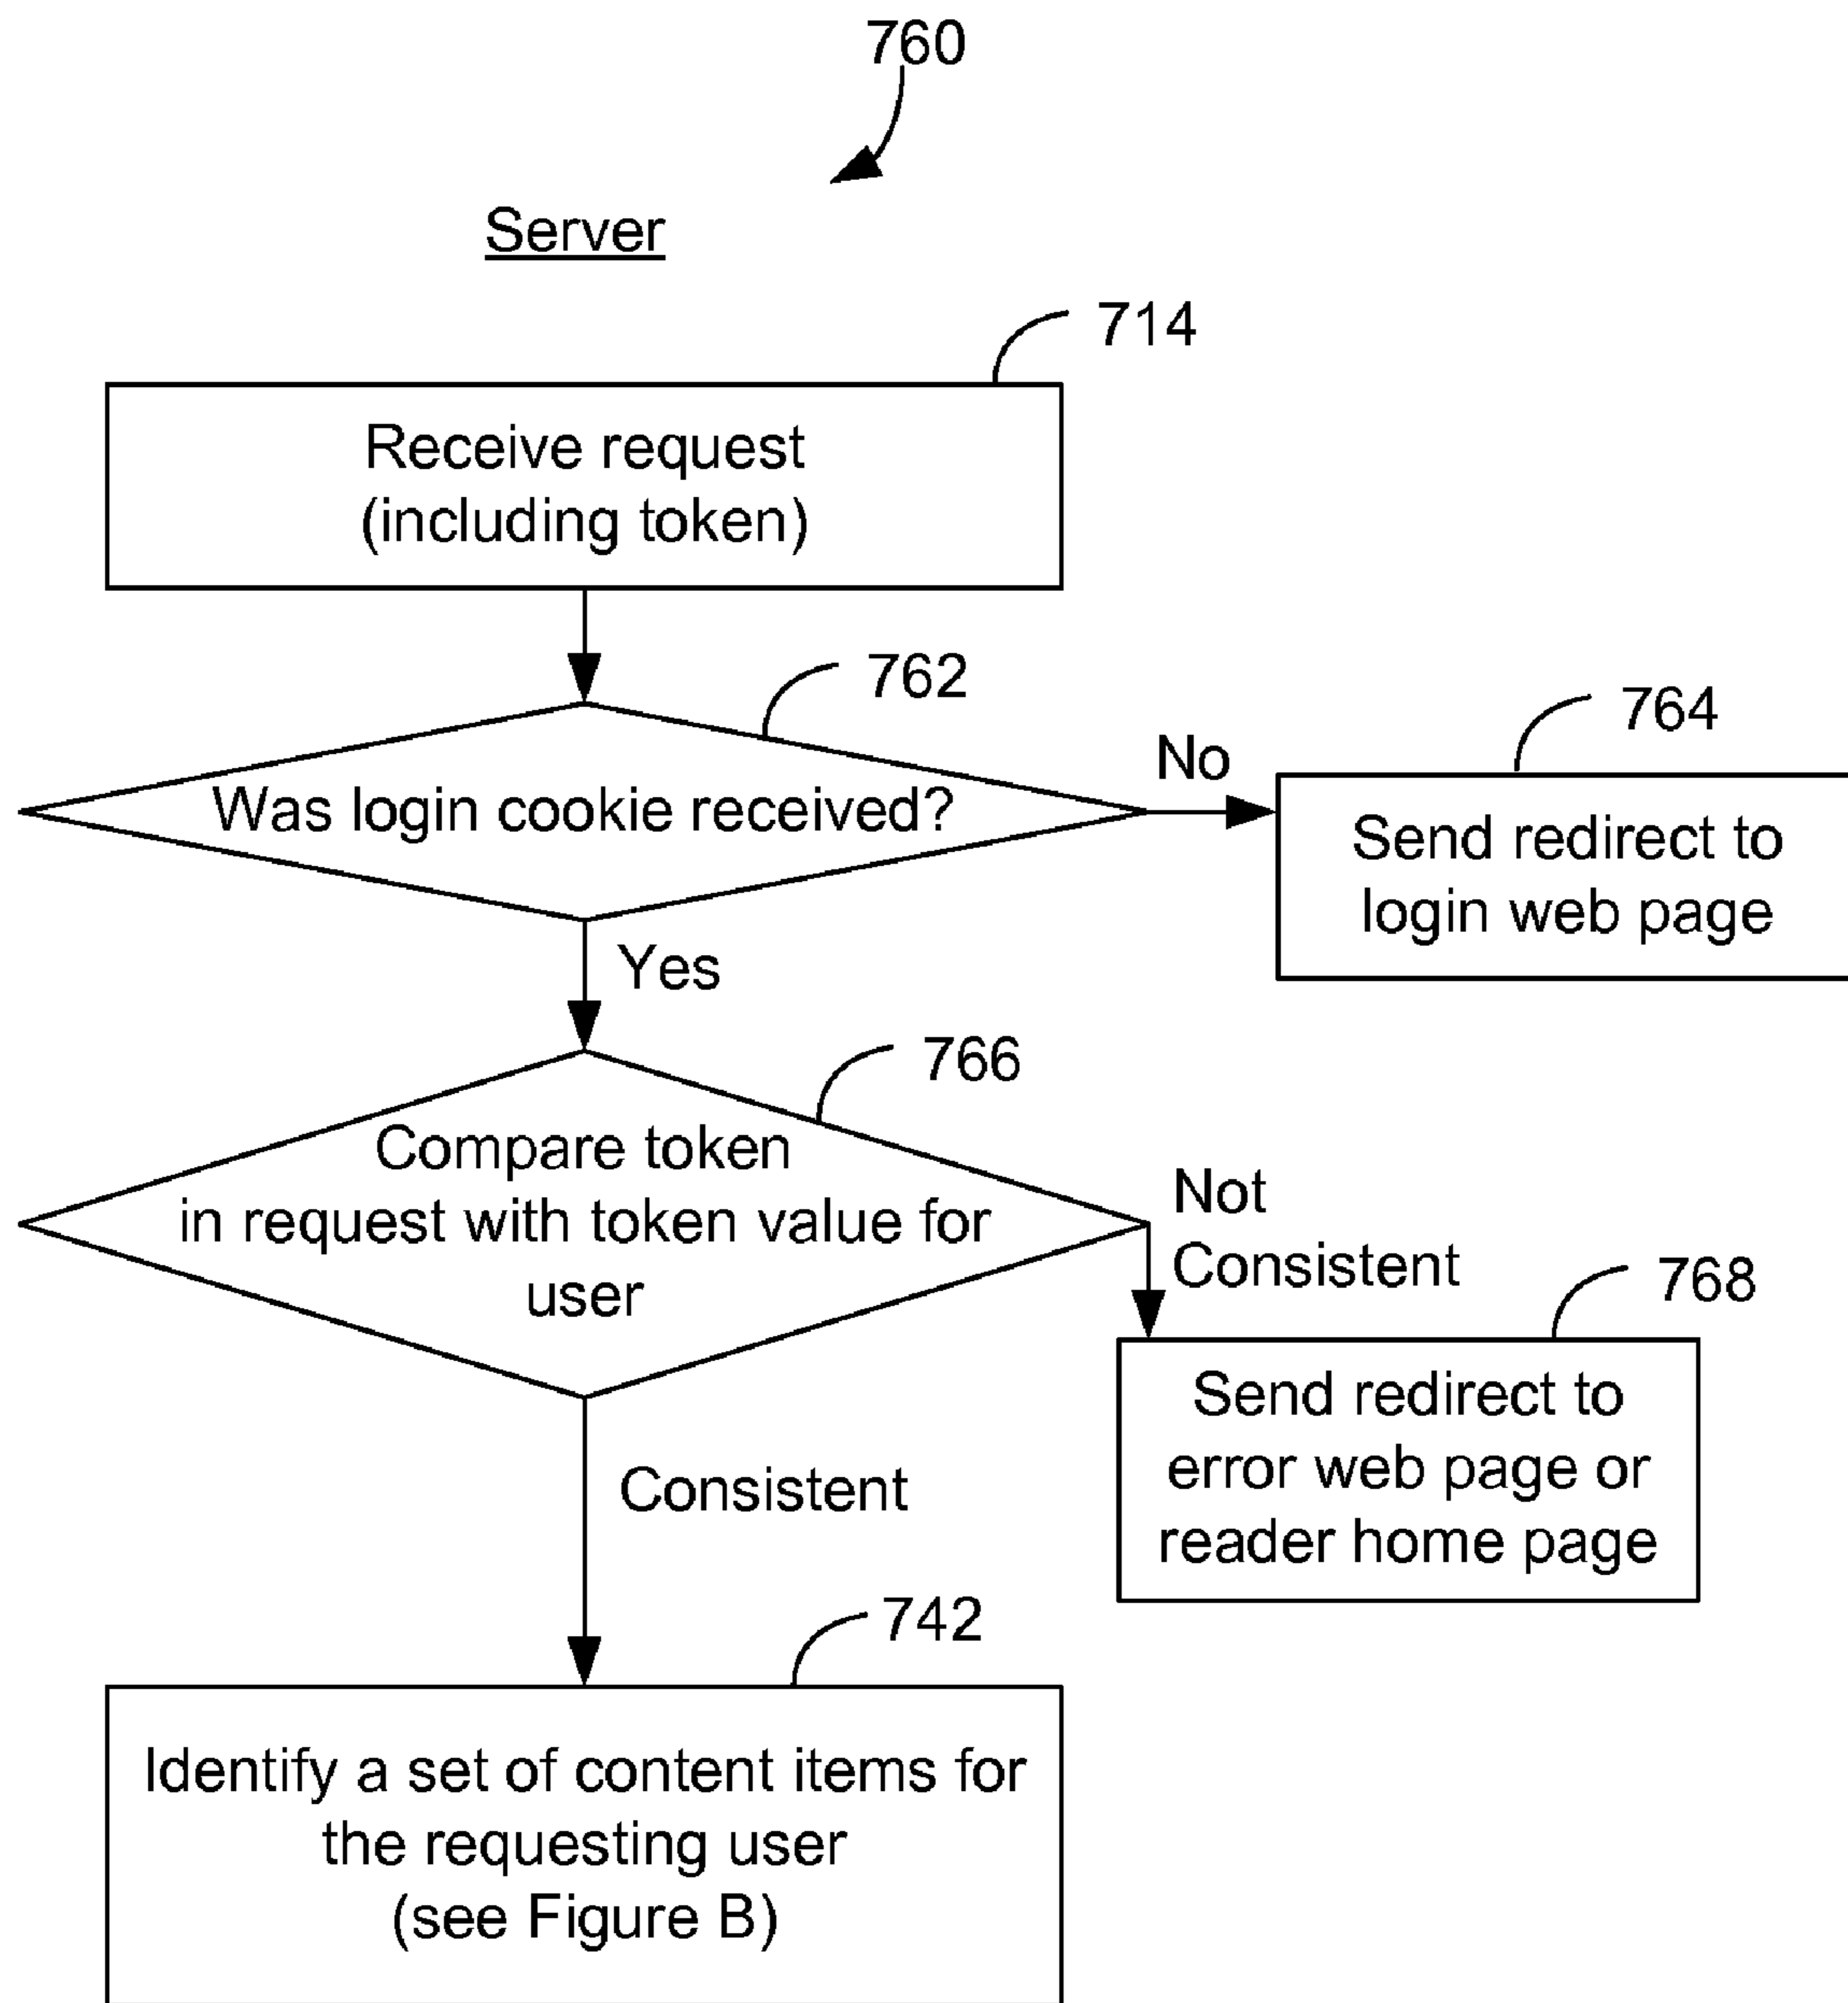 760
Server
714
Receive request
(including token)
762
Was login cookie received?
No
764
Send redirect to
login web page
Yes
766
Compare token
in request with token value for
user
Not
Consistent
768
Send redirect to
error web page or
reader home page
Consistent
742
Identify a set of content items for
the requesting user
(see Figure B)